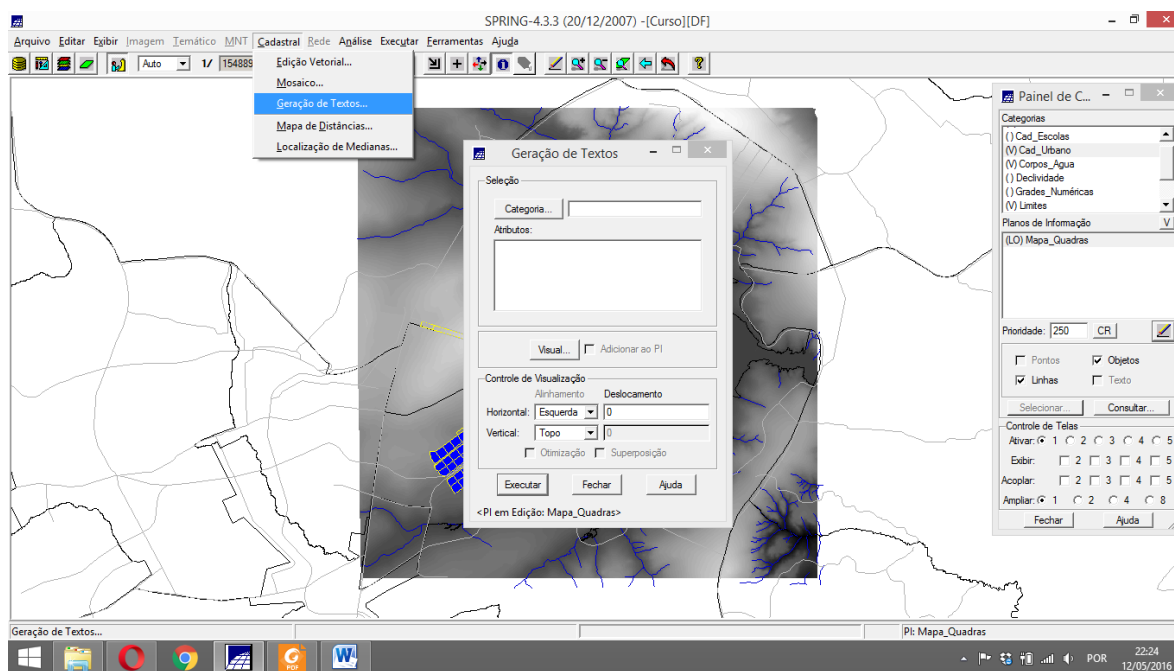 SPRING-4.3.3 (20/12/2007) -[Curso][DF]
Arquivo Editar Exibir Imagem Temático MNT Cadastral Rede Análise Executar Ferramentas Ajuda
Auto 1/ 154889
Edição Vetorial...
Mosaico...
Geração de Textos...
Mapa de Distâncias...
Localização de Medianas...
Geração de Textos
Seleção
Categoria...
Atributos:
Visual... Adicionar ao PI
Controle de Visualização
Alinhamento Deslocamento
Horizontal: Esquerda 0
Vertical: Topo 0
Otimização Superposição
Executar Fechar Ajuda
<PI em Edição: Mapa_Quadras>
Painel de C...
Categorias
() Cad_Escolas
(V) Cad_Urbano
(V) Corpos_Agua
() Declividade
() Grades_Numéricas
(V) Limites
Planos de Informação V
(LO) Mapa_Quadras
Prioridade: 250 CR
Pontos Objetos
Linhas Texto
Selecionar... Consultar...
Controle de Telas
Ativar: 1 2 3 4 5
Exibir: 2 3 4 5
Acoplar: 2 3 4 5
Ampliar: 1 2 4 8
Fechar Ajuda
Geração de Textos... PI: Mapa_Quadras
PDF
POR
22:24
12/05/2016